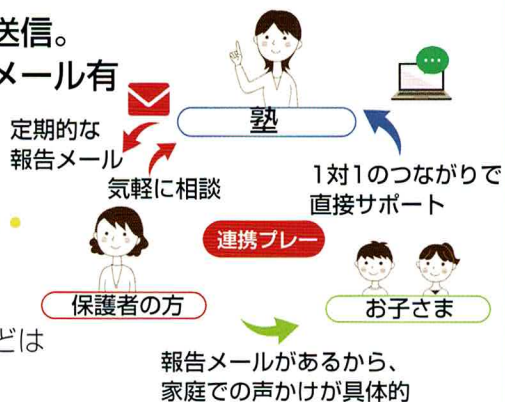 送信。
メール有
塾
定期的な
報告メール
気軽に相談
1対1のつながりで
直接サポート
連携プレー
保護者の方
お子さま
どは
報告メールがあるから、
家庭での声かけが具体的